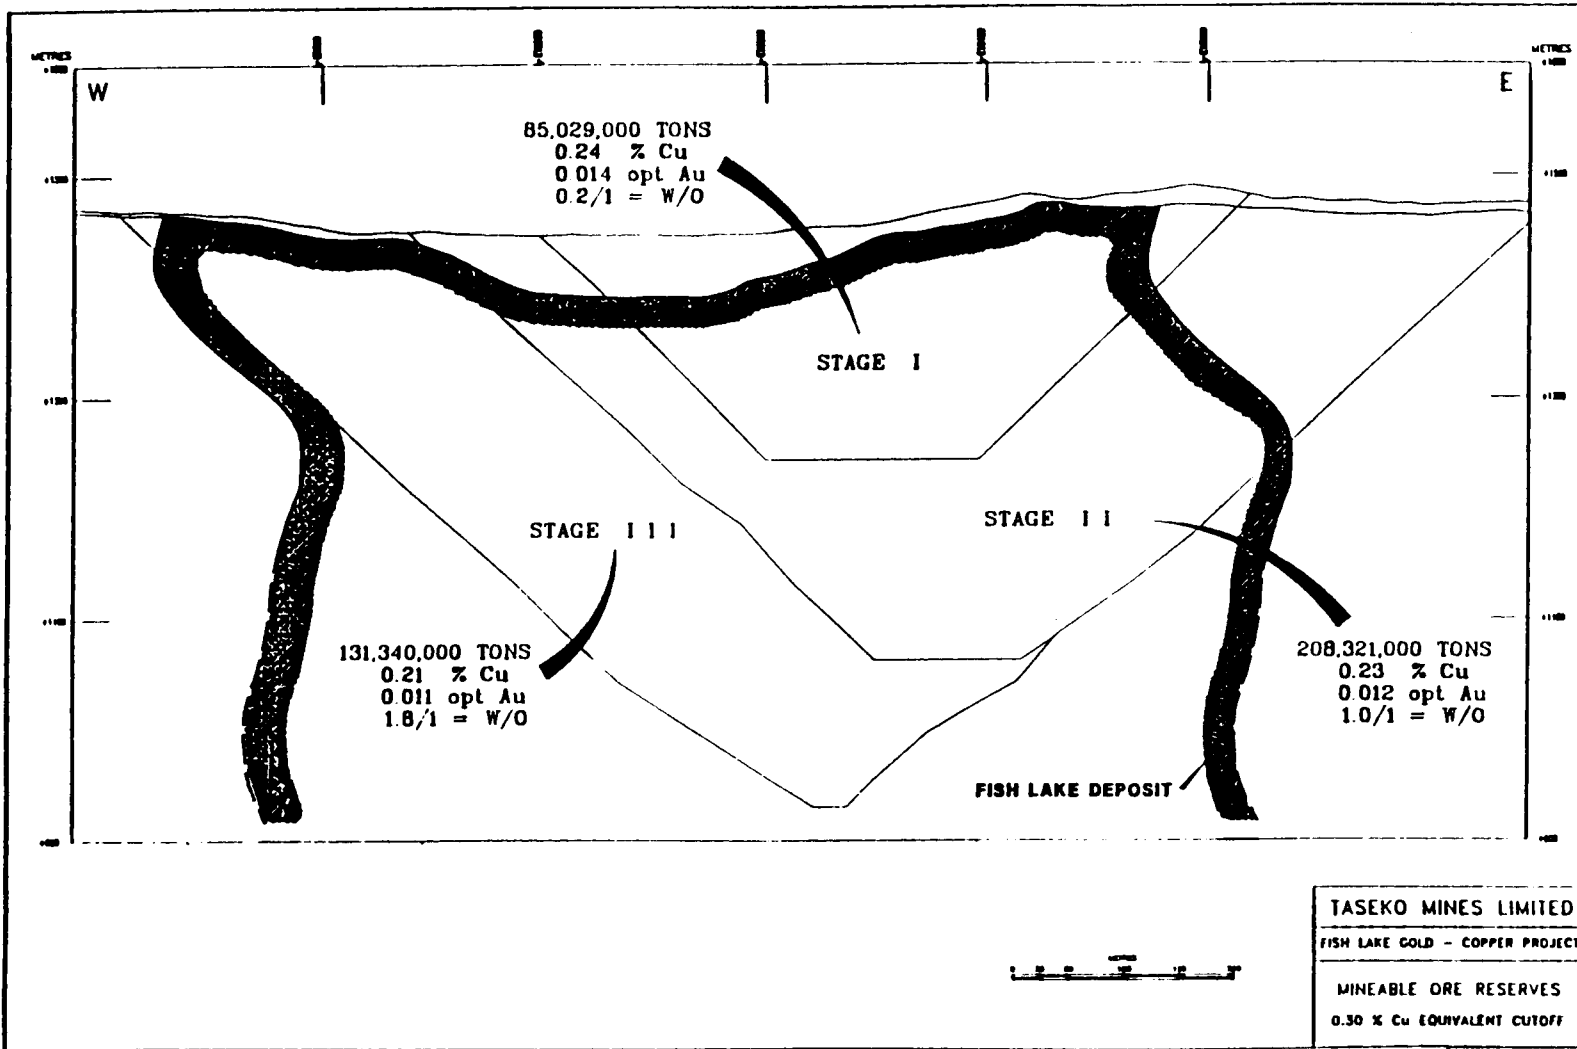 METRES
METRES
W
E
85,029,000 TONS
0.24 % Cu
0.014 opt Au
0.2/1 = W/O
STAGE I
STAGE I I I
STAGE I I
131,340,000 TONS
0.21 % Cu
0.011 opt Au
1.8/1 = W/O
208,321,000 TONS
0.23 % Cu
0.012 opt Au
1.0/1 = W/O
FISH LAKE DEPOSIT
METRES
TASEKO MINES LIMITED
FISH LAKE GOLD - COPPER PROJECT
MINEABLE ORE RESERVES
0.30 % Cu EQUIVALENT CUTOFF